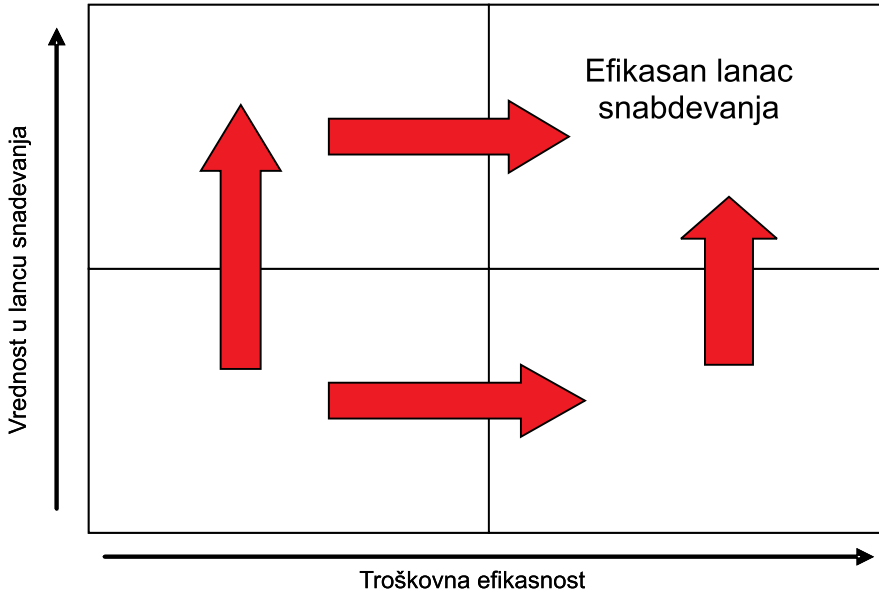 Efikasan lanac
snabdevanja
Vrednost u lancu snadevanja
Troškovna efikasnost